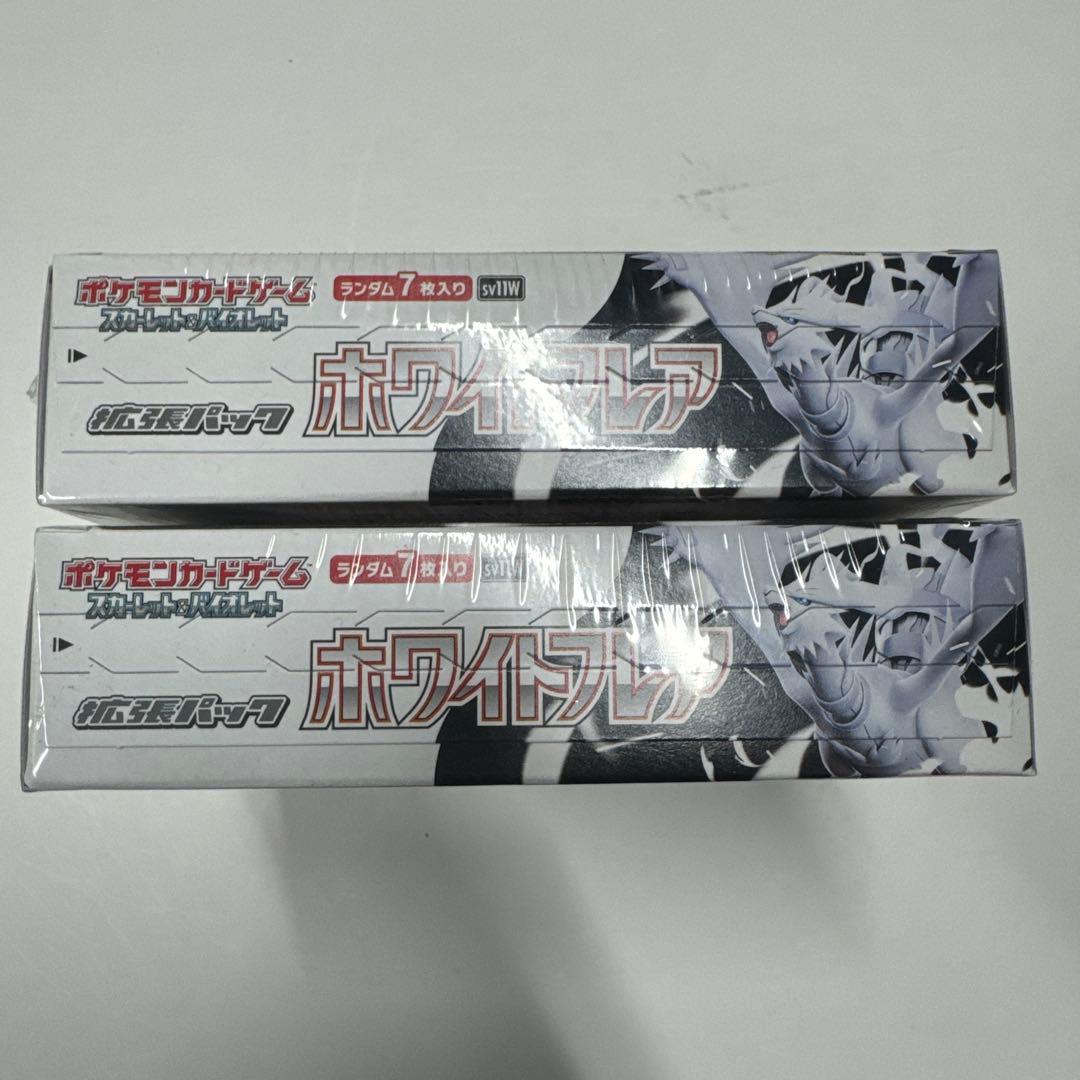 ポケモンカードゲーム
スカーレット&バイオレット
ランダム7枚入り
sv11W
ホワイトフレア
拡張パック
ポケモンカードゲーム
スカーレット&バイオレット
ランダム7枚入り
sv11W
ホワイトフレア
拡張パック